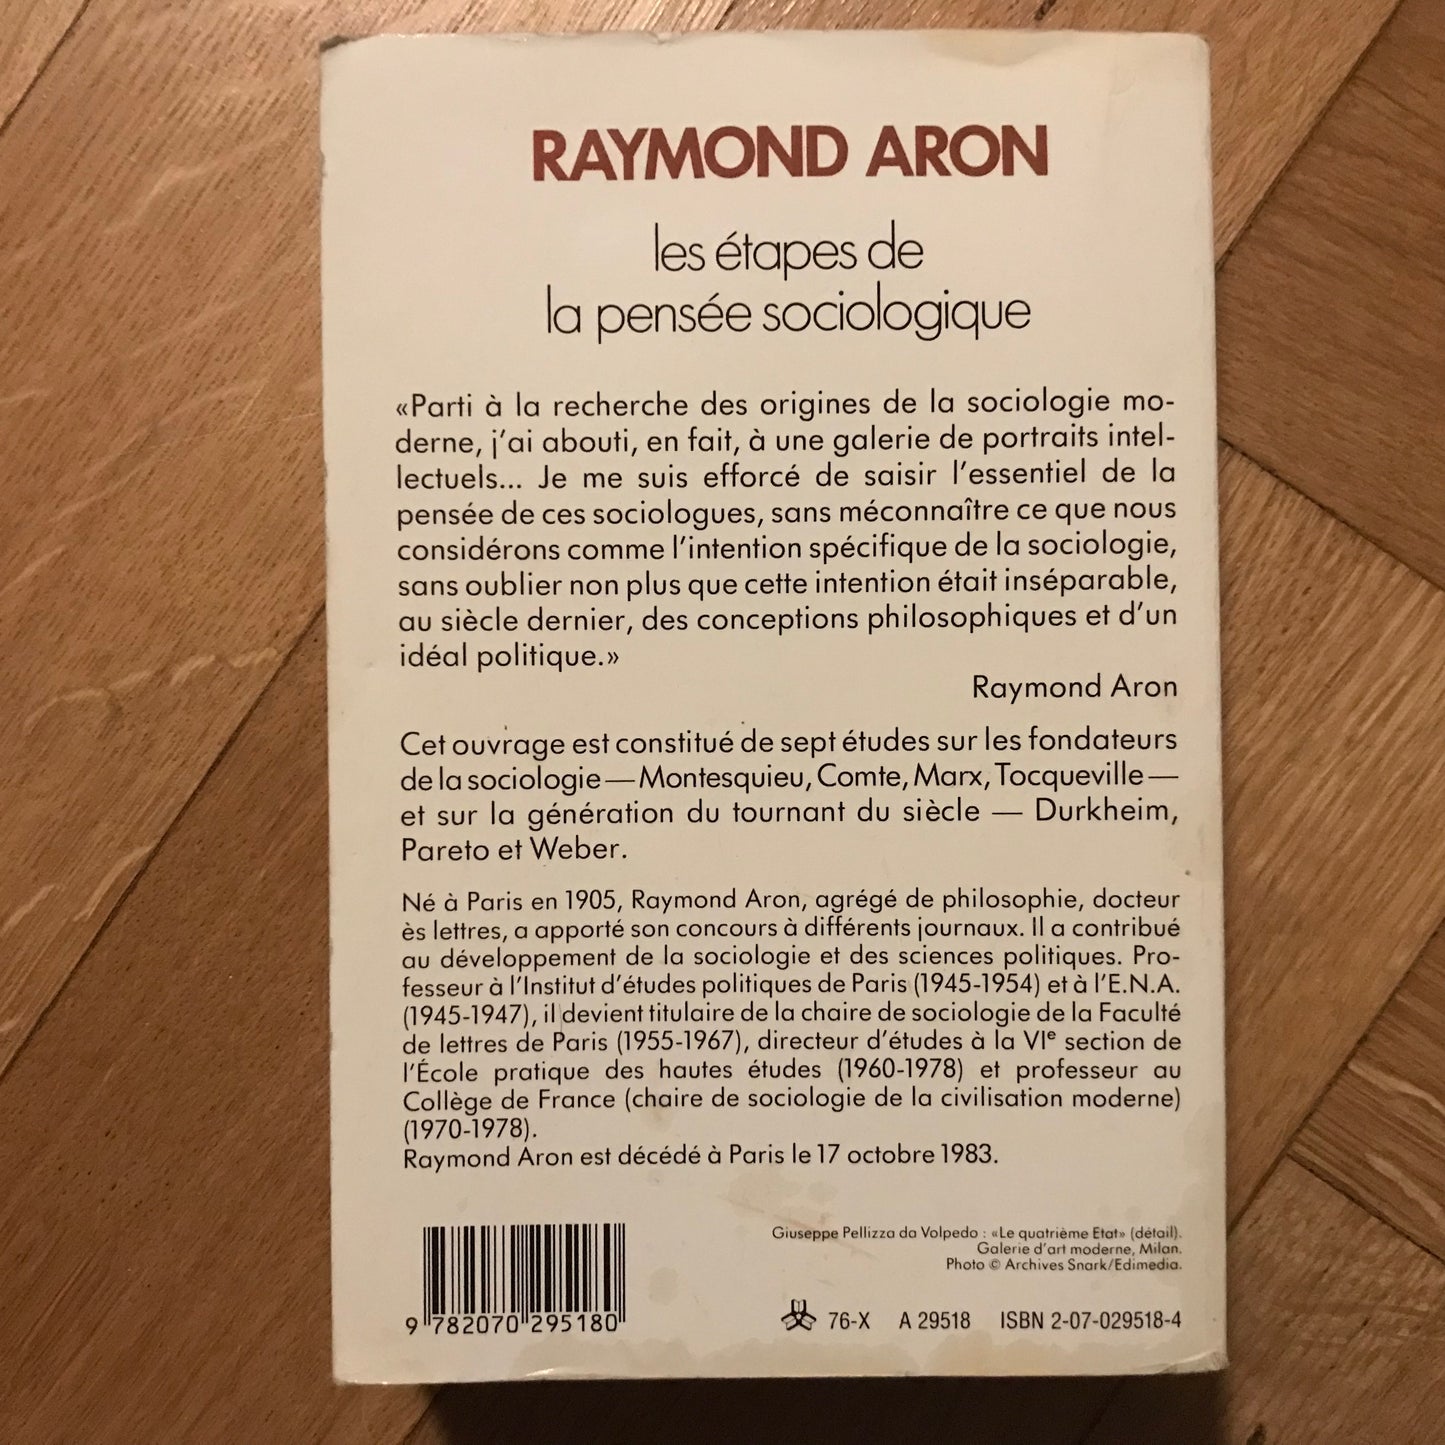 RAYMOND ARON
les étapes de
la pensée sociologique
«Parti à la recherche des origines de la sociologie mo-
derne, j'ai abouti, en fait, à une galerie de portraits intel-
lectuels... Je me suis efforcé de saisir l'essentiel de la
pensée de ces sociologues, sans méconnaître ce que nous
considérons comme l'intention spécifique de la sociologie,
sans oublier non plus que cette intention était inséparable,
au siècle dernier, des conceptions philosophiques et d'un
idéal politique.»
Raymond Aron
Cet ouvrage est constitué de sept études sur les fondateurs
de la sociologie — Montesquieu, Comte, Marx, Tocqueville —
et sur la génération du tournant du siècle — Durkheim,
Pareto et Weber.
Né à Paris en 1905, Raymond Aron, agrégé de philosophie, docteur
ès lettres, a apporté son concours à différents journaux. Il a contribué
au développement de la sociologie et des sciences politiques. Pro-
fesseur à l'Institut d'études politiques de Paris (1945-1954) et à l'E.N.A.
(1945-1947), il devient titulaire de la chaire de sociologie de la Faculté
de lettres de Paris (1955-1967), directeur d'études à la VIe section de
l'École pratique des hautes études (1960-1978) et professeur au
Collège de France (chaire de sociologie de la civilisation moderne)
(1970-1978).
Raymond Aron est décédé à Paris le 17 octobre 1983.
Giuseppe Pellizza da Volpedo : «Le quatrième Etat» (détail).
Galerie d'art moderne, Milan.
Photo © Archives Snark/Edimedia.
9 782070 295180
76-X A 29518 ISBN 2-07-029518-4